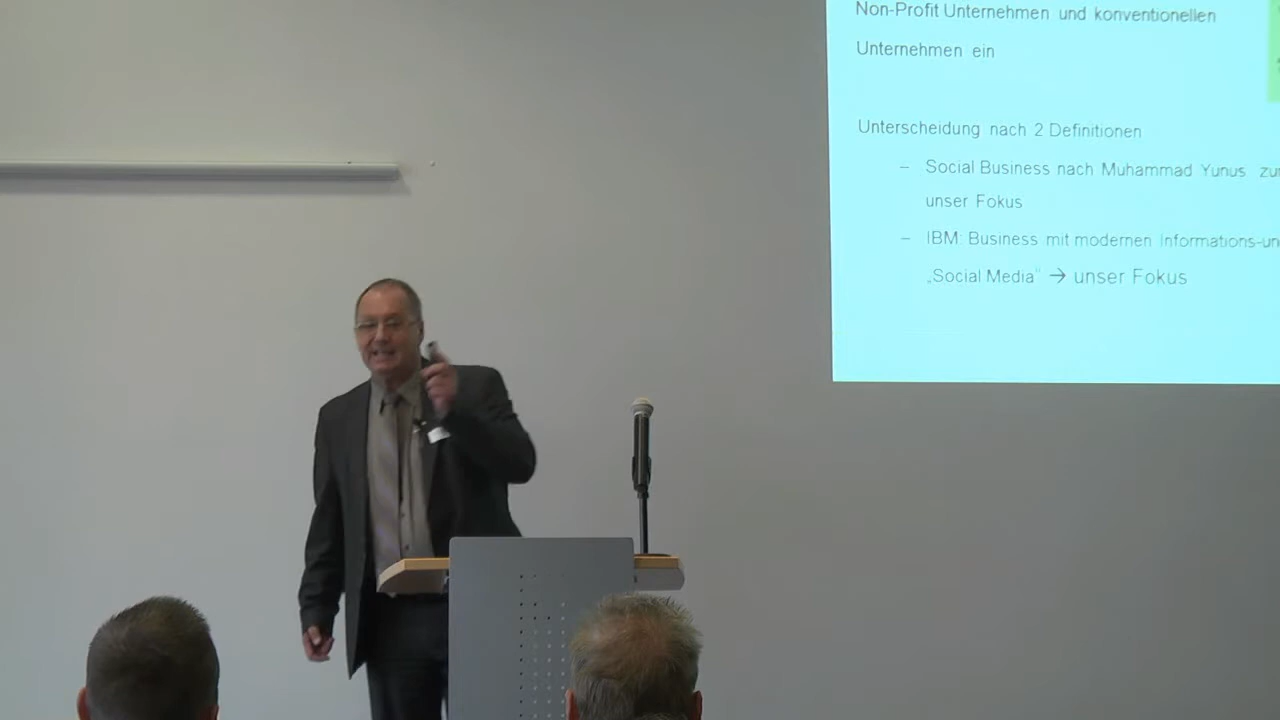 Non-Profit Unternehmen und konventionellen
Unternehmen ein
Unterscheidung nach 2 Definitionen
– Social Business nach Muhammad Yunus
unser Fokus
– IBM: Business mit modernen Informations-
„Social Media" → unser Fokus